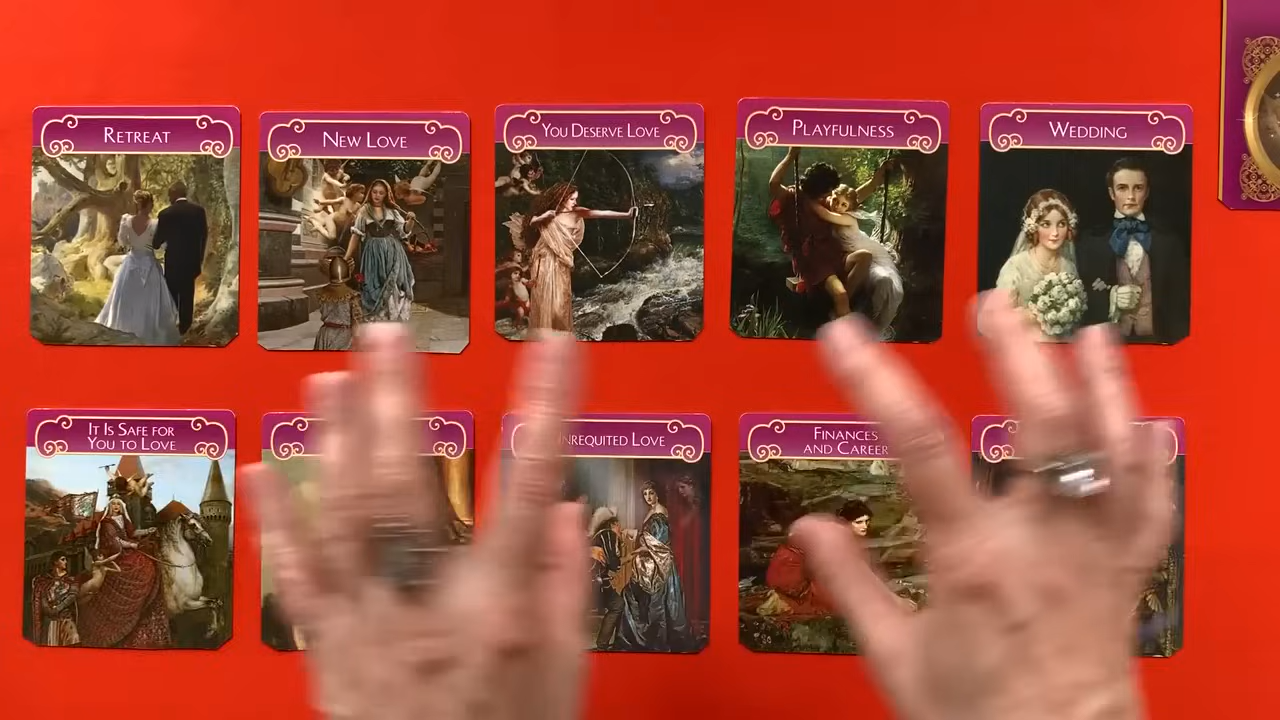 RETREAT
NEW LOVE
YOU DESERVE LOVE
PLAYFULNESS
WEDDING
IT IS SAFE FOR
YOU TO LOVE
LOVE
FINANCES
AND CAREER